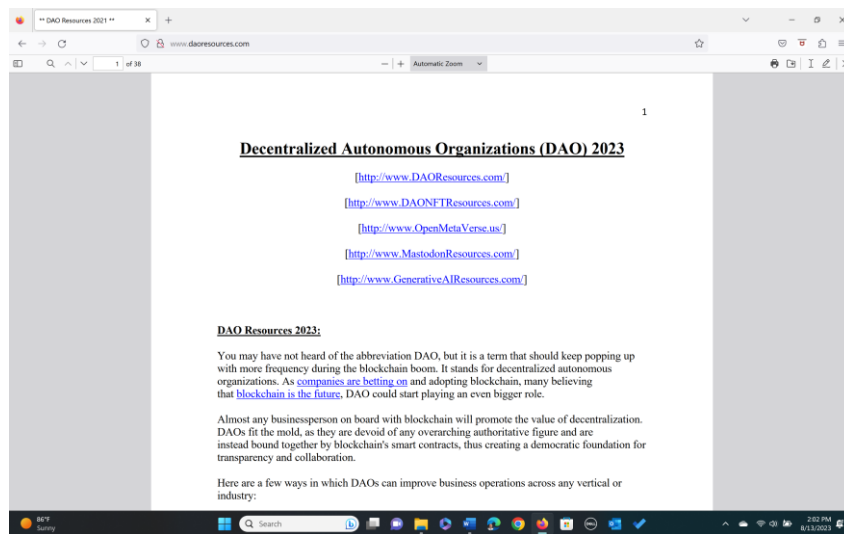 ** DAO Resources 2021 **
www.daoresources.com
1 of 38
Automatic Zoom
1
Decentralized Autonomous Organizations (DAO) 2023
[http://www.DAOResources.com/]
[http://www.DAONFTResources.com/]
[http://www.OpenMetaVerse.us/]
[http://www.MastodonResources.com/]
[http://www.GenerativeAIResources.com/]
DAO Resources 2023:
You may have not heard of the abbreviation DAO, but it is a term that should keep popping up
with more frequency during the blockchain boom. It stands for decentralized autonomous
organizations. As companies are betting on and adopting blockchain, many believing
that blockchain is the future, DAO could start playing an even bigger role.
Almost any businessperson on board with blockchain will promote the value of decentralization.
DAOs fit the mold, as they are devoid of any overarching authoritative figure and are
instead bound together by blockchain's smart contracts, thus creating a democratic foundation for
transparency and collaboration.
Here are a few ways in which DAOs can improve business operations across any vertical or
industry:
86°F
Sunny
Search
2:02 PM
8/13/2023